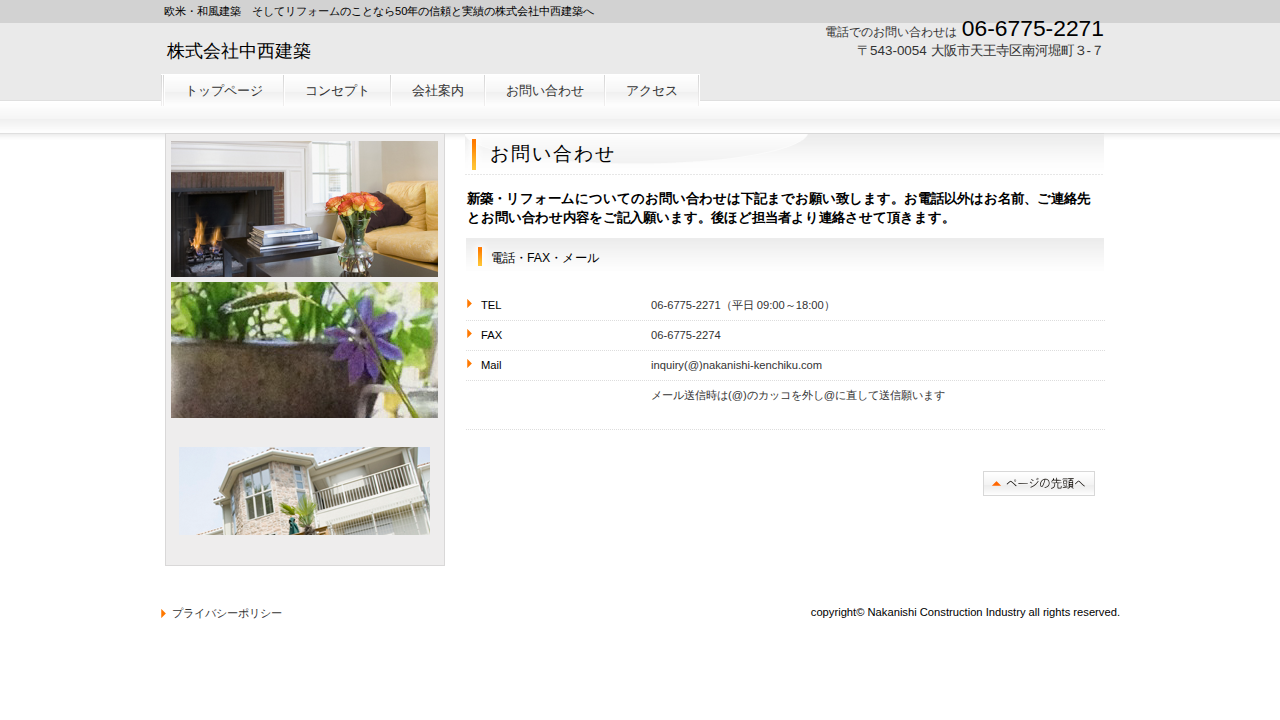 欧米・和風建築　そしてリフォームのことなら50年の信頼と実績の株式会社中西建築へ
電話でのお問い合わせは 06-6775-2271
株式会社中西建築
〒543-0054 大阪市天王寺区南河堀町３-７
トップページ コンセプト 会社案内 お問い合わせ アクセス
お問い合わせ
新築・リフォームについてのお問い合わせは下記までお願い致します。お電話以外はお名前、ご連絡先
とお問い合わせ内容をご記入願います。後ほど担当者より連絡させて頂きます。
電話・FAX・メール
TEL 06-6775-2271（平日 09:00～18:00）
FAX 06-6775-2274
Mail inquiry(@)nakanishi-kenchiku.com
メール送信時は(@)のカッコを外し@に直して送信願います
ページの先頭へ
プライバシーポリシー
copyright© Nakanishi Construction Industry all rights reserved.